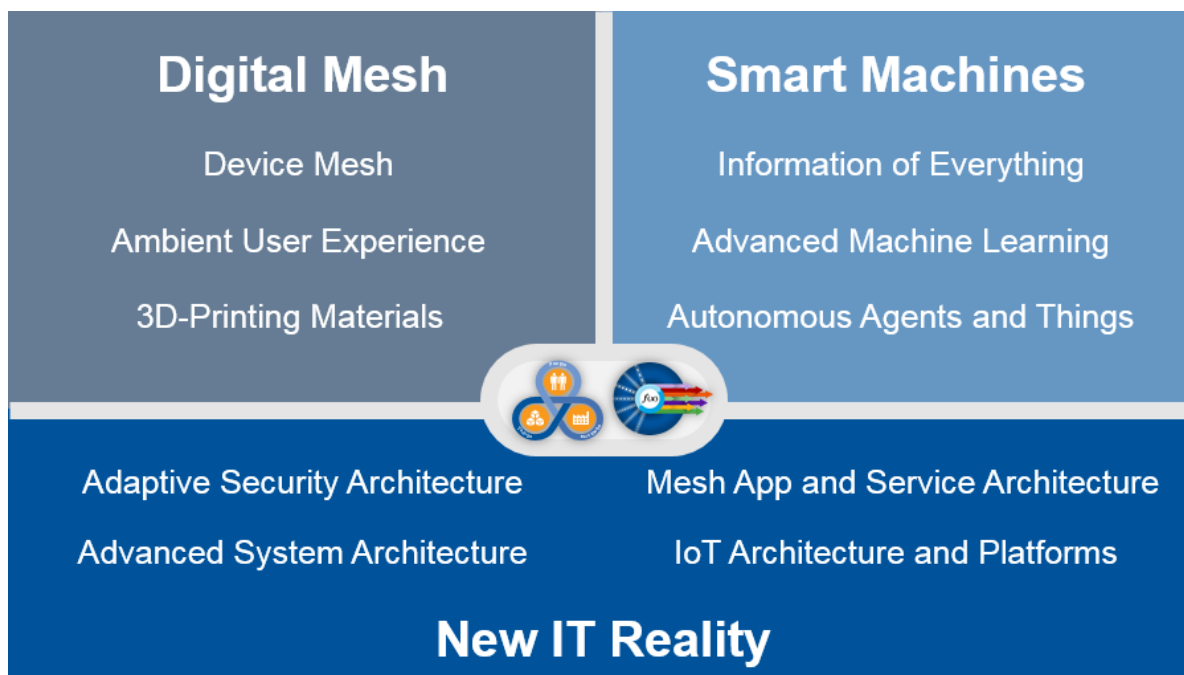 Digital Mesh
Device Mesh
Ambient User Experience
3D-Printing Materials
Smart Machines
Information of Everything
Advanced Machine Learning
Autonomous Agents and Things
f(x)
Adaptive Security Architecture
Mesh App and Service Architecture
Advanced System Architecture
IoT Architecture and Platforms
New IT Reality